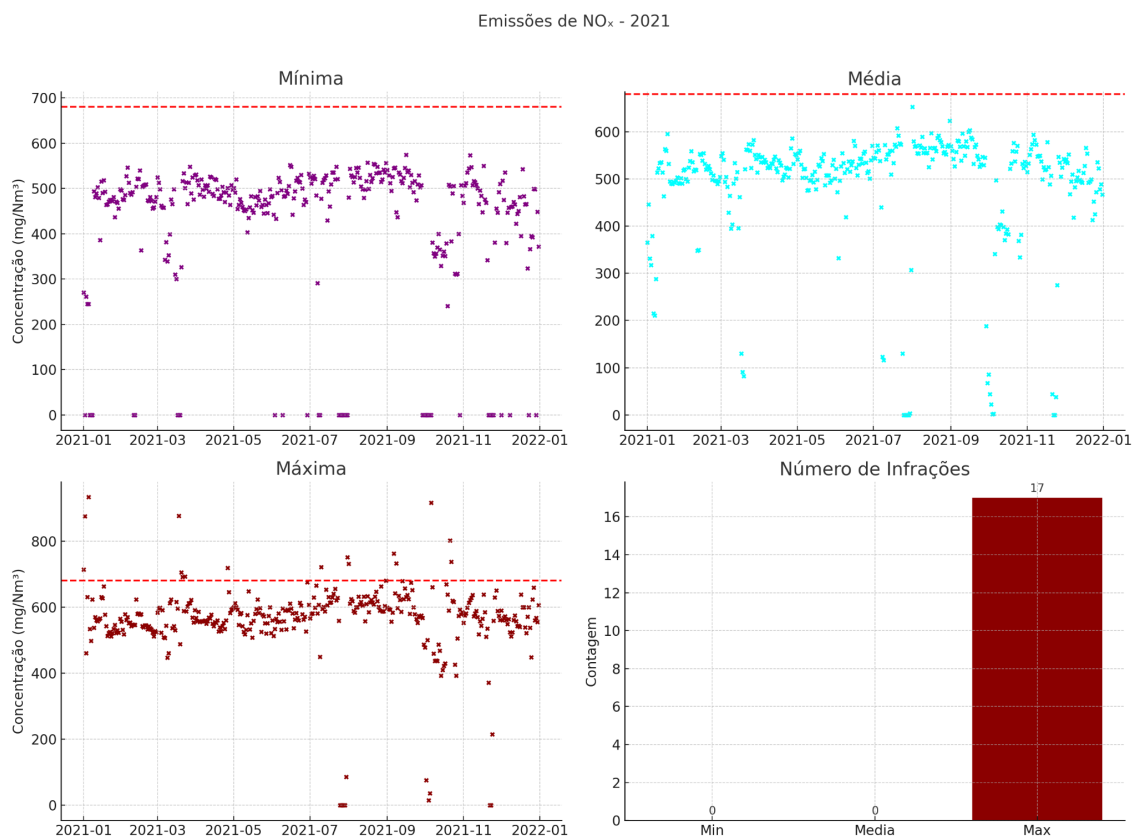 Emissões de NOₓ - 2021
Mínima
Concentração (mg/Nm³)
700
600
500
400
300
200
100
0
2021-01 2021-03 2021-05 2021-07 2021-09 2021-11 2022-01
Média
600
500
400
300
200
100
0
2021-01 2021-03 2021-05 2021-07 2021-09 2021-11 2022-01
Máxima
Concentração (mg/Nm³)
800
600
400
200
0
2021-01 2021-03 2021-05 2021-07 2021-09 2021-11 2022-01
Número de Infrações
Contagem
16
14
12
10
8
6
4
2
0
0 0 17
Min Media Max